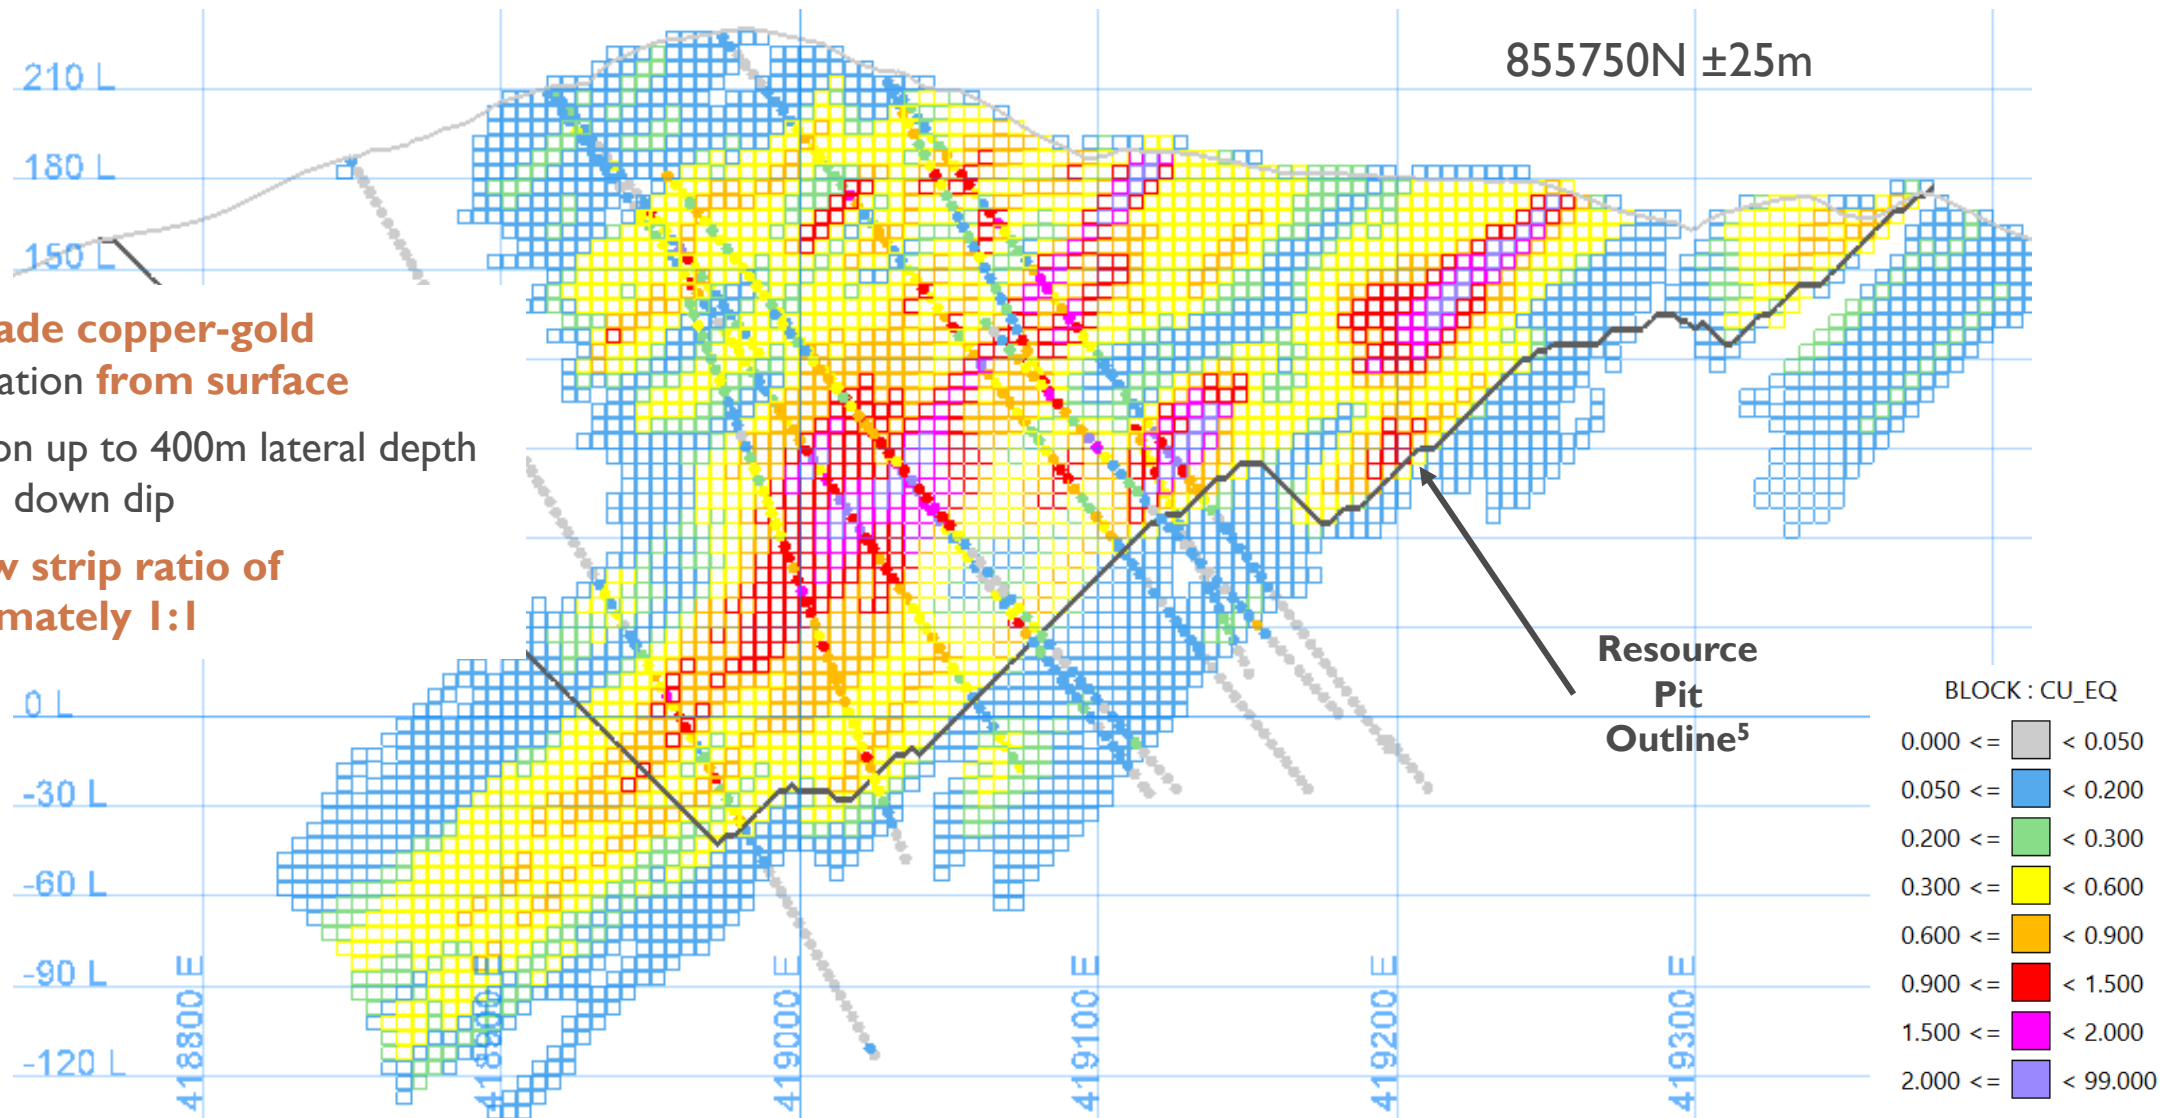 855750N ±25m
210 L
180 L
150 L
ade copper-gold
ation from surface
on up to 400m lateral depth
down dip
w strip ratio of
mately 1:1
0 L
-30 L
-60 L
-90 L
-120 L
418800 E
418900 E
419000 E
419100 E
419200 E
419300 E
Resource
Pit
Outline⁵
BLOCK : CU_EQ
0.000 <= < 0.050
0.050 <= < 0.200
0.200 <= < 0.300
0.300 <= < 0.600
0.600 <= < 0.900
0.900 <= < 1.500
1.500 <= < 2.000
2.000 <= < 99.000